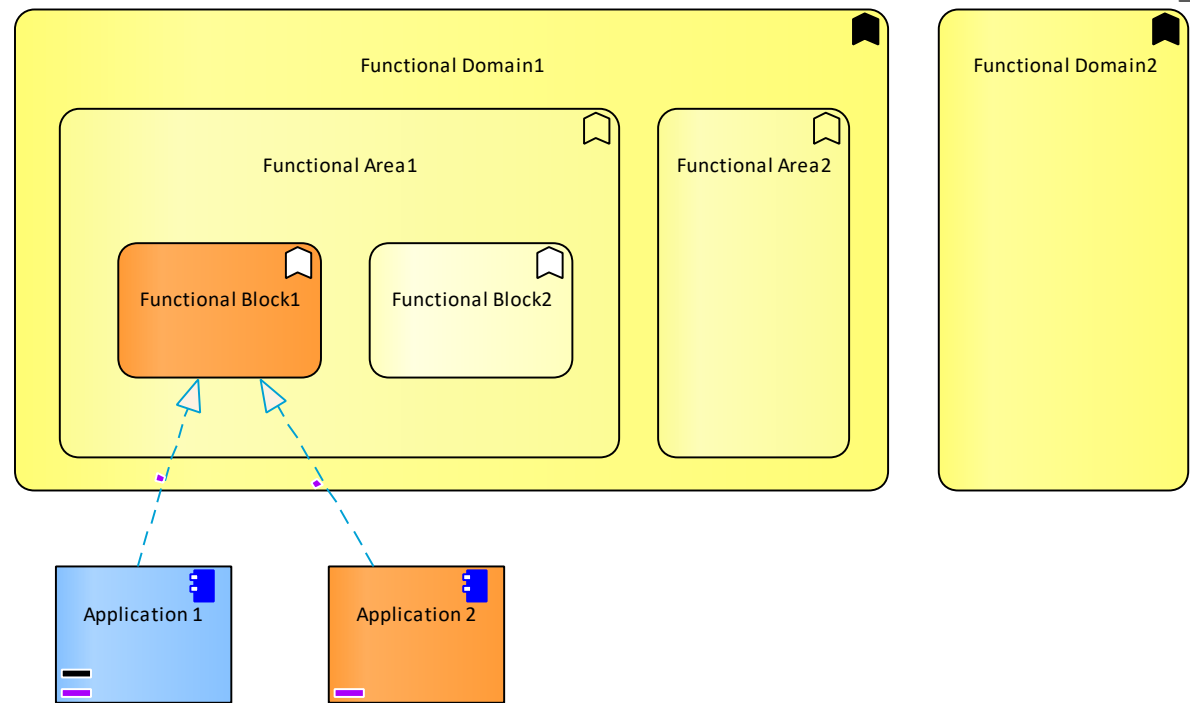 Functional Domain1
Functional Domain2
Functional Area1
Functional Area2
Functional Block1
Functional Block2
Application 1
Application 2